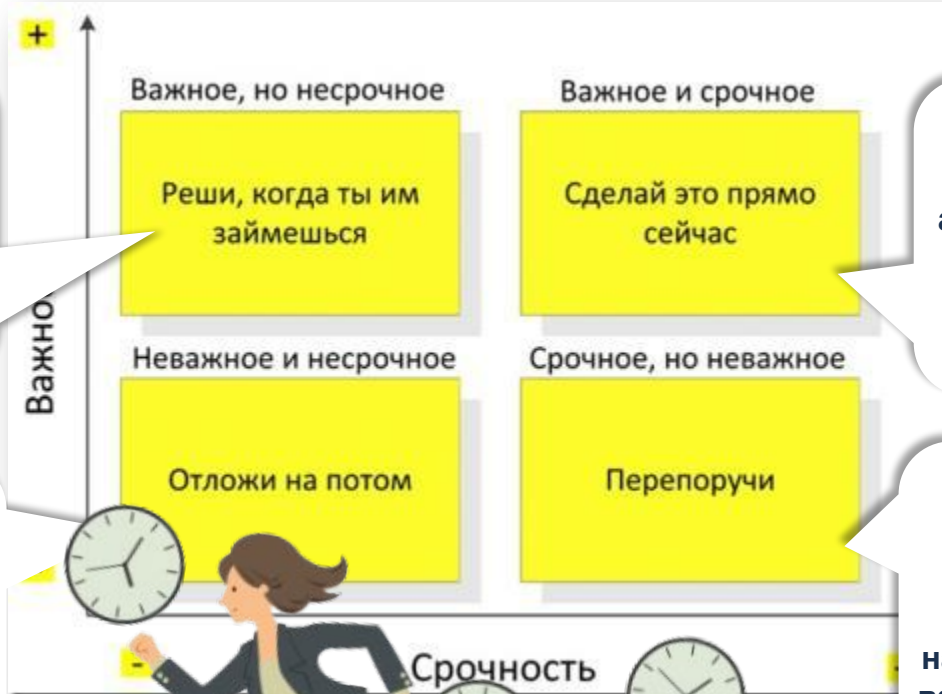 +
Важное, но несрочное
Важное и срочное
Реши, когда ты им
займешься
Сделай это прямо
сейчас
Неважное и несрочное
Срочное, но неважное
Отложи на потом
Перепоручи
-
Срочность